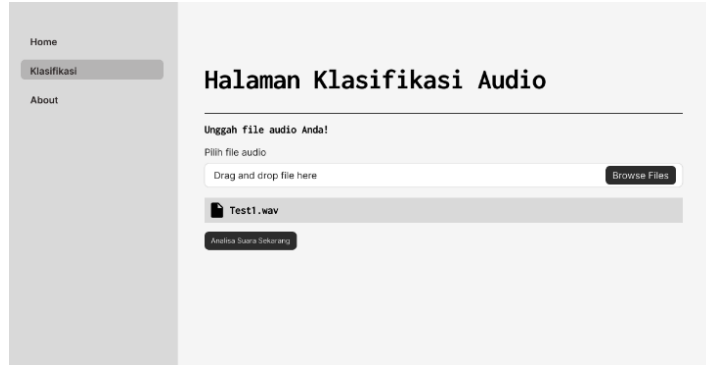 Home
Klasifikasi
About
Halaman Klasifikasi Audio
Unggah file audio Anda!
Pilih file audio
Drag and drop file here
Browse Files
Test1.wav
Analisa Suara Sekarang